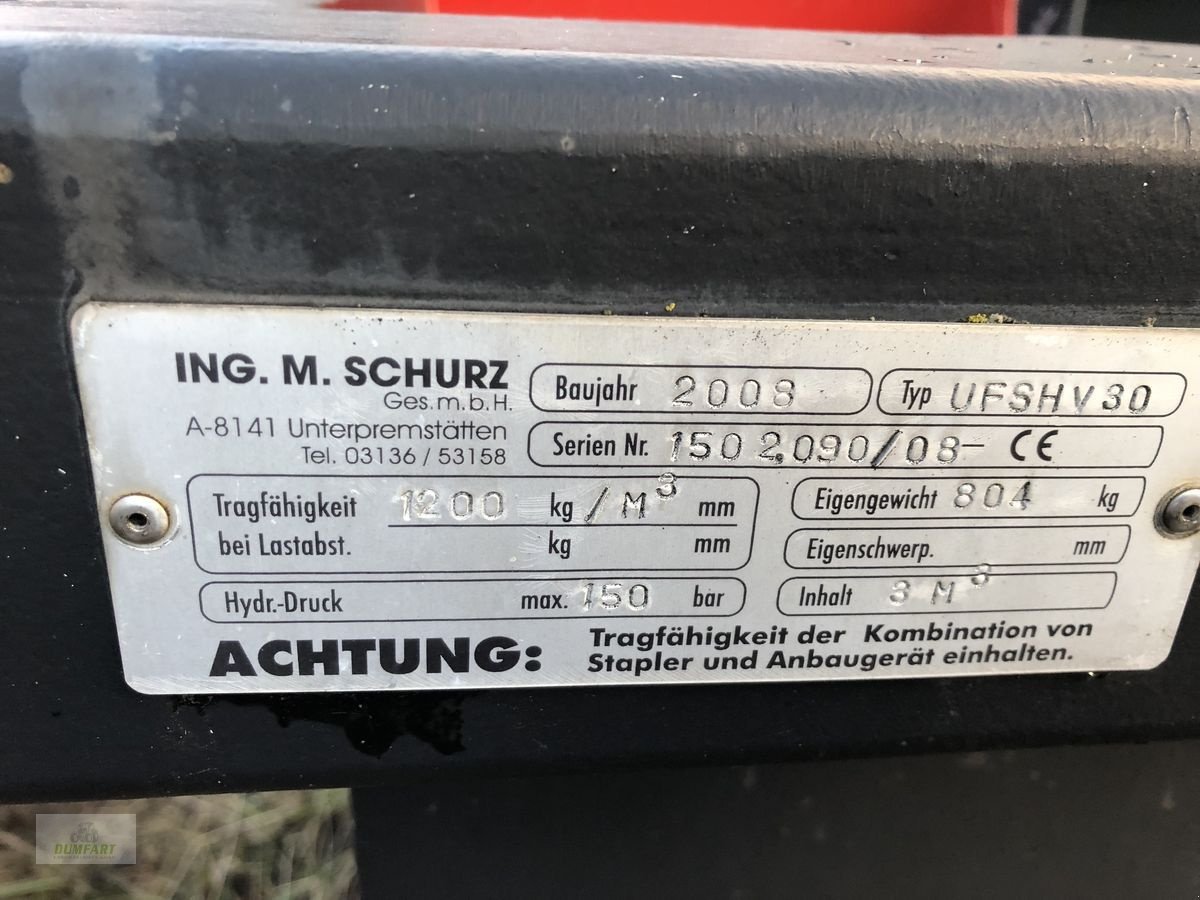 ING. M. SCHURZ
Ges.m.b.H.
A-8141 Unterpremstätten
Tel. 03136 / 53158
Baujahr 2008
Typ UFSHV30
Serien Nr. 1502.090/08- CE
Tragfähigkeit 1200 kg/M³ mm
bei Lastabst. kg mm
Eigengewicht 804 kg
Eigenschwerp. mm
Hydr.-Druck max. 150 bar
Inhalt 3 M³
ACHTUNG: Tragfähigkeit der Kombination von
Stapler und Anbaugerät einhalten.
DUMFART